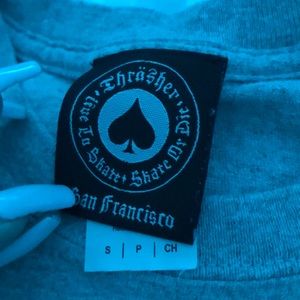 Thrasher
Live To Skate • Skate Or Die
San Francisco
S | P | CH